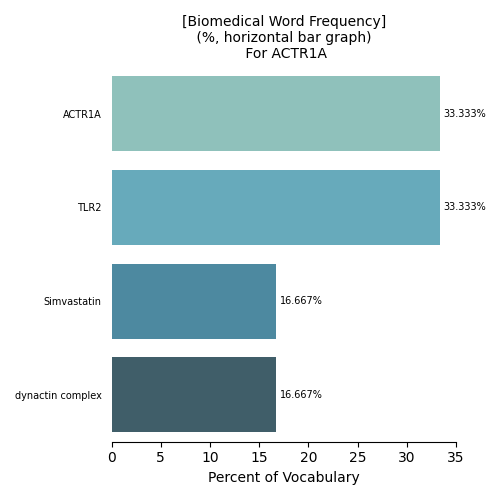 [Biomedical Word Frequency]
(%, horizontal bar graph)
For ACTR1A
ACTR1A
33.333%
TLR2
33.333%
Simvastatin
16.667%
dynactin complex
16.667%
0 5 10 15 20 25 30 35
Percent of Vocabulary